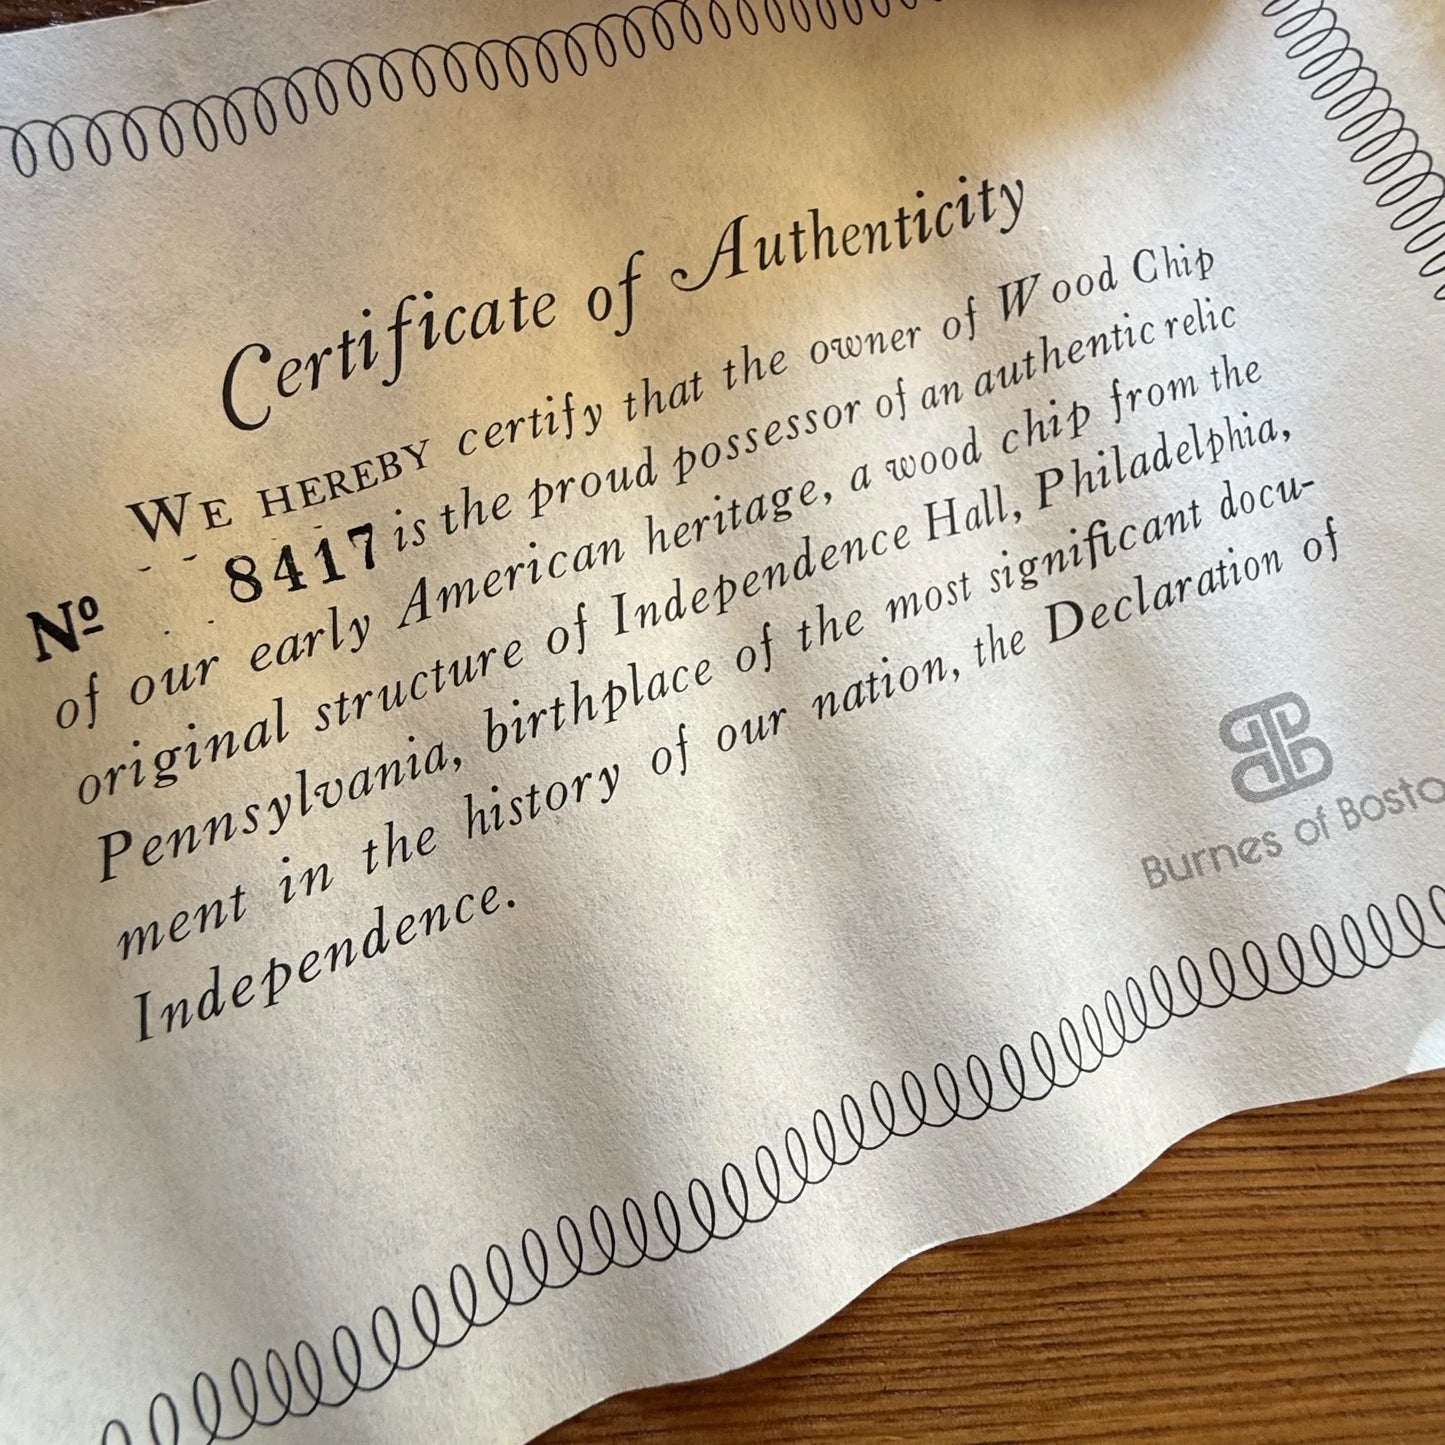 Certificate of Authenticity
WE HEREBY certify that the owner of Wood Chip
Nº 8417 is the proud possessor of an authentic relic
of our early American heritage, a wood chip from the
original structure of Independence Hall, Philadelphia,
Pennsylvania, birthplace of the most significant docu-
ment in the history of our nation, the Declaration of
Independence.
Burnes of Bosto